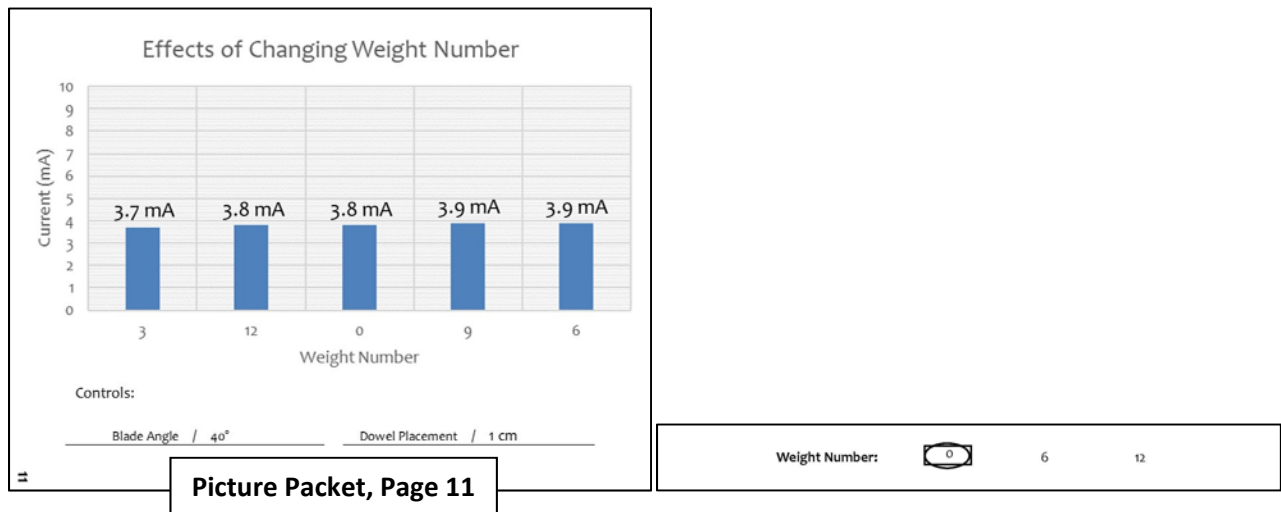 Effects of Changing Weight Number
Current (mA)
10
9
8
7
6
5
4
3
2
1
0
3.7 mA 3.8 mA 3.8 mA 3.9 mA 3.9 mA
3 12 0 9 6
Weight Number
Controls:
Blade Angle / 40° Dowel Placement / 1 cm
11
Picture Packet, Page 11
Weight Number: 0 6 12